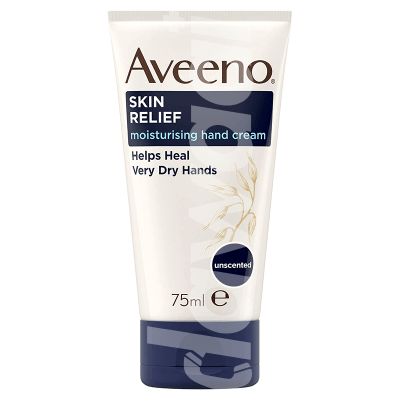 Aveeno®
SKIN
RELIEF
moisturising hand cream
Helps Heal
Very Dry Hands
unscented
75ml ℮